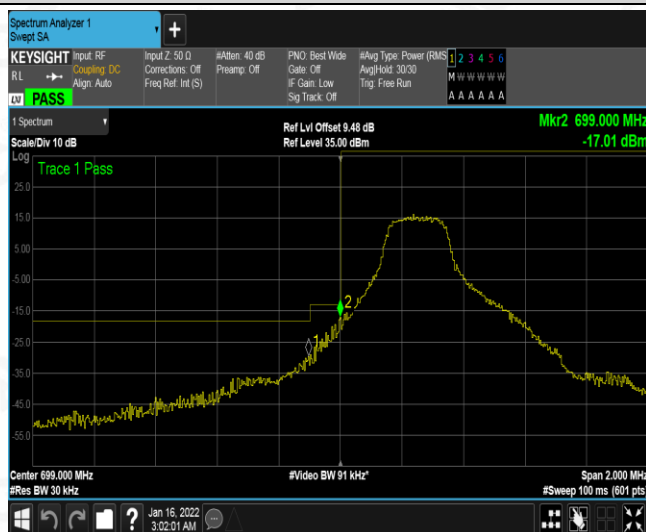 Spectrum Analyzer 1
Swept SA
+
KEYSIGHT
RL
LXI PASS
Input: RF
Coupling: DC
Align: Auto
Input Z: 50 Ω
Corrections: Off
Freq Ref: Int (S)
#Atten: 40 dB
Preamp: Off
PNO: Best Wide
Gate: Off
IF Gain: Low
Sig Track: Off
#Avg Type: Power (RMS
Avg|Hold: 30/30
Trig: Free Run
1 2 3 4 5 6
M W W W W W
A A A A A A
1 Spectrum
Scale/Div 10 dB
Log
Ref Lvl Offset 9.48 dB
Ref Level 35.00 dBm
Mkr2 699.000 MHz
-17.01 dBm
Trace 1 Pass
25.0
15.0
5.00
-5.00
-15.0
-25.0
-35.0
-45.0
-55.0
2
1
Center 699.000 MHz
#Res BW 30 kHz
#Video BW 91 kHz*
Span 2.000 MHz
#Sweep 100 ms (601 pts)
?
Jan 16, 2022
3:02:01 AM